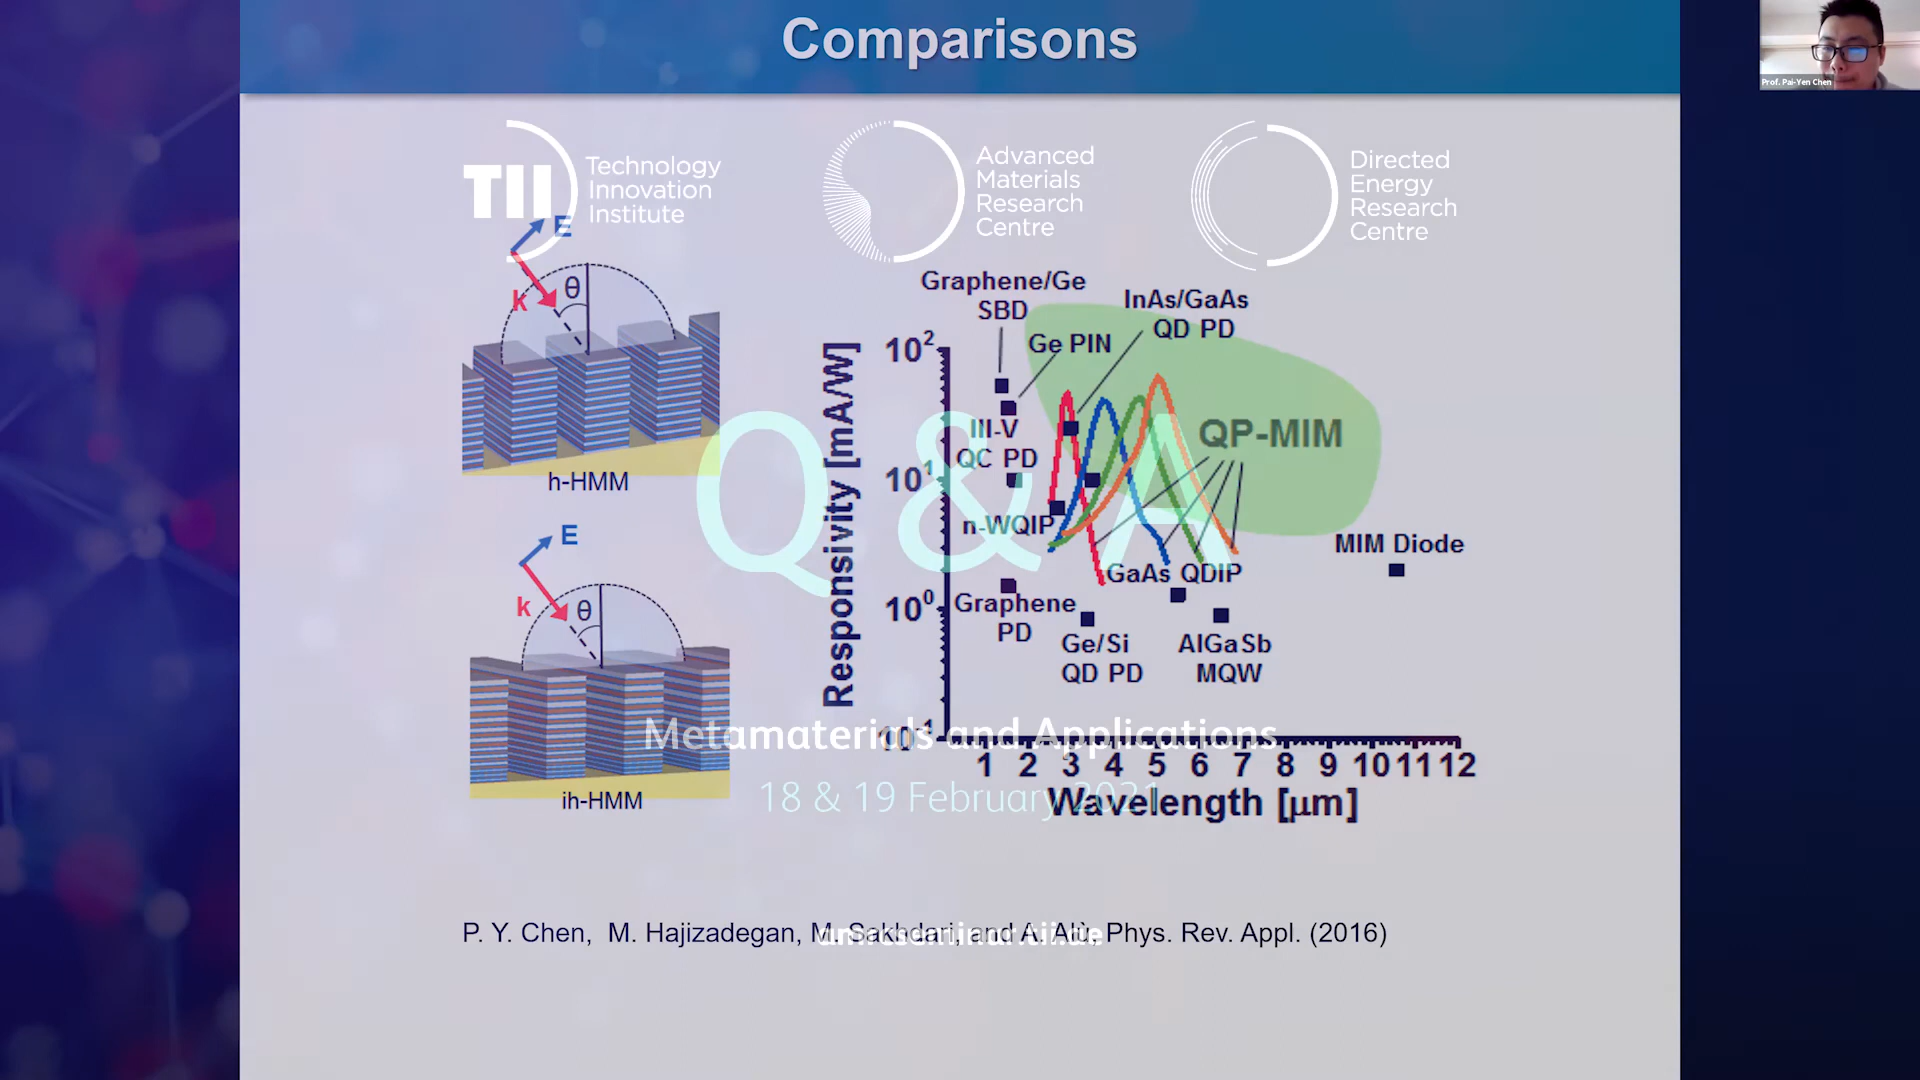 Comparisons
Prof. Pai-Yen Chen
TII
Technology
Innovation
Institute
Advanced
Materials
Research
Centre
Directed
Energy
Research
Centre
E
k
θ
h-HMM
E
k
θ
ih-HMM
Graphene/Ge
SBD
Ge PIN
InAs/GaAs
QD PD
QP-MIM
III-V
QC PD
n-WQIP
Graphene
PD
Ge/Si
QD PD
GaAs QDIP
AlGaSb
MQW
MIM Diode
Responsivity [mA/W]
10²
10¹
10⁰
10⁻¹
1 2 3 4 5 6 7 8 9 10 11 12
Wavelength [µm]
Q & A
Metamaterials and Applications
18 & 19 February 2021
P. Y. Chen, M. Hajizadegan, M. Sakhdari, and A. Alù, Phys. Rev. Appl. (2016)